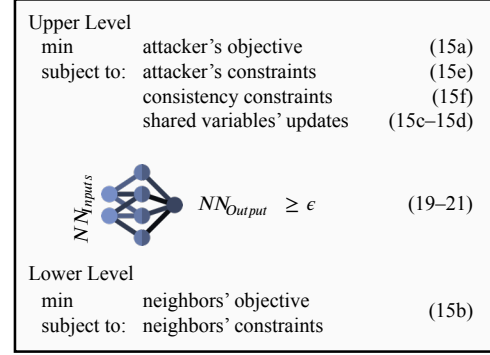 Upper Level
min attacker’s objective (15a)
subject to: attacker’s constraints (15e)
consistency constraints (15f)
shared variables’ updates (15c–15d)
NN_Inputs
NN_Output ≥ ϵ (19–21)
Lower Level
min neighbors’ objective
subject to: neighbors’ constraints (15b)